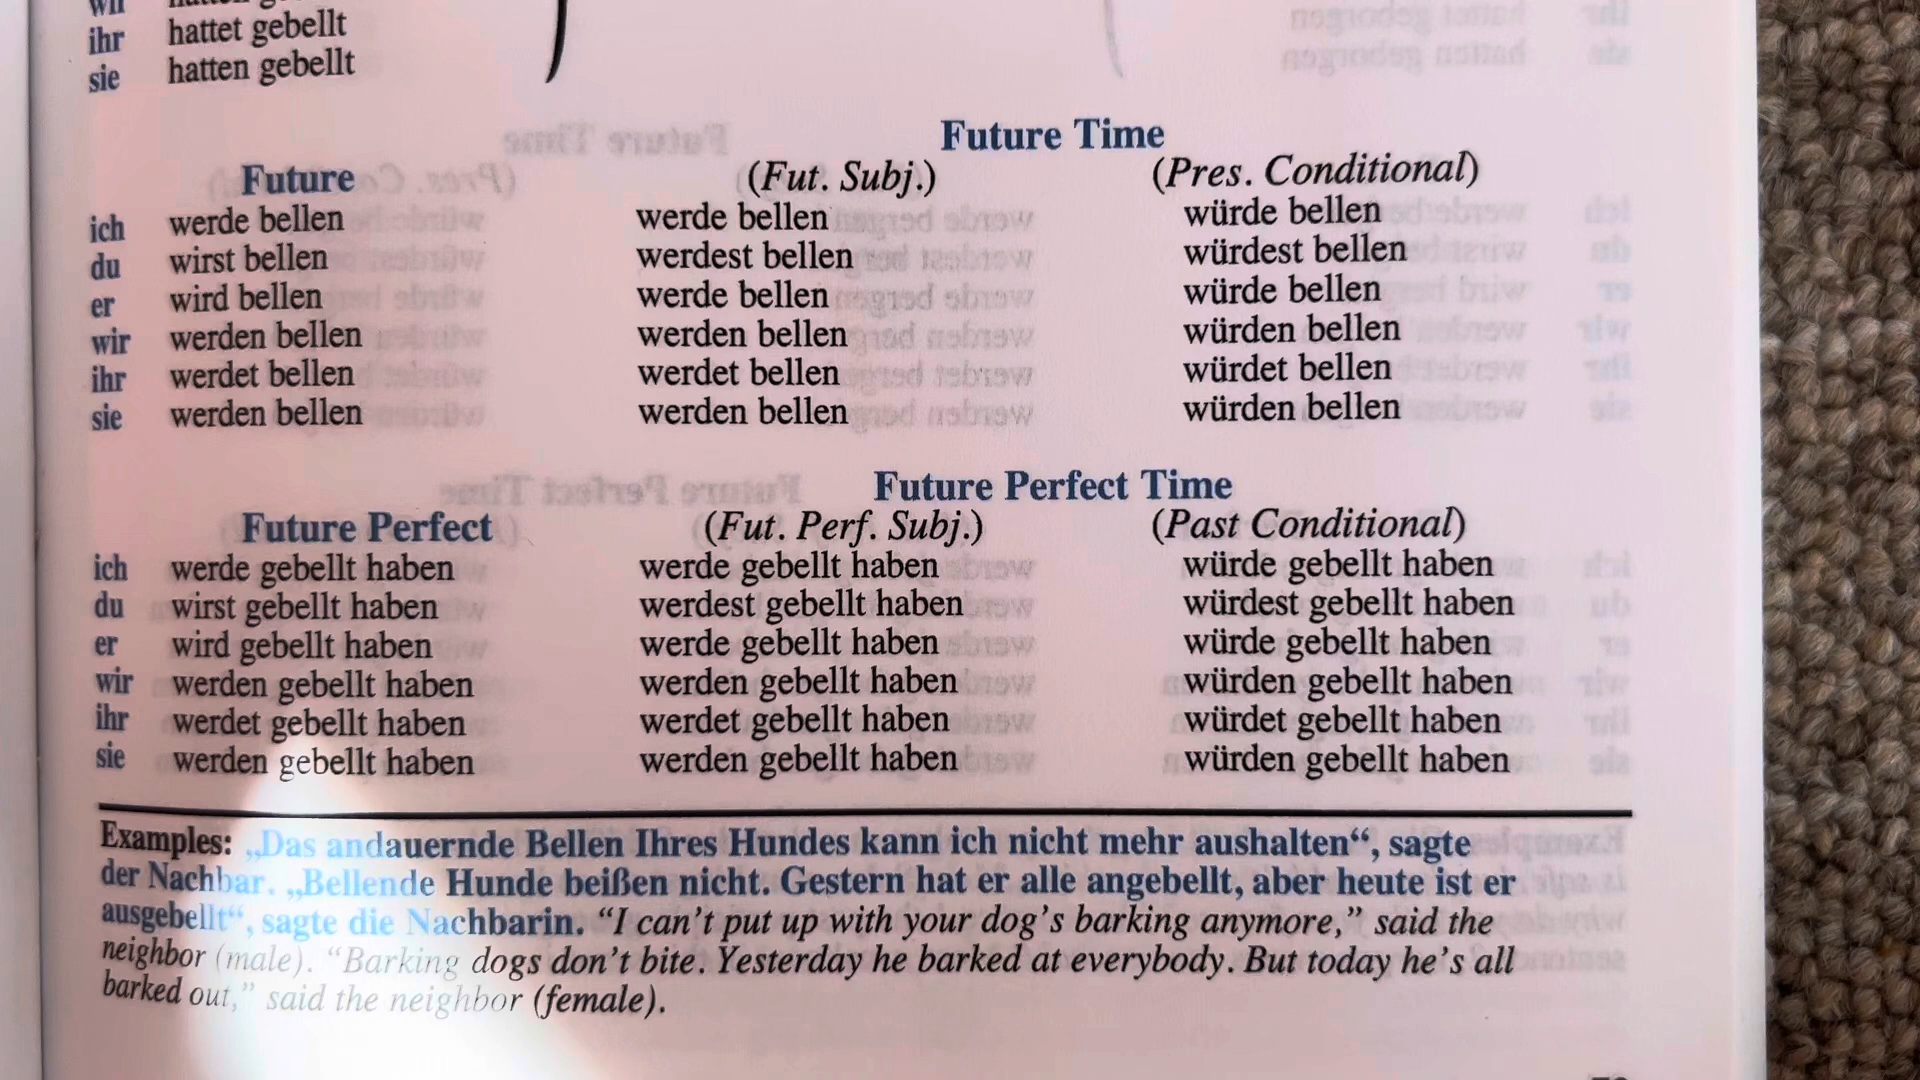 ihr hattet gebellt
sie hatten gebellt
Future Time
Future (Fut. Subj.) (Pres. Conditional)
ich werde bellen werde bellen würde bellen
du wirst bellen werdest bellen würdest bellen
er wird bellen werde bellen würde bellen
wir werden bellen werden bellen würden bellen
ihr werdet bellen werdet bellen würdet bellen
sie werden bellen werden bellen würden bellen
Future Perfect Time
Future Perfect (Fut. Perf. Subj.) (Past Conditional)
ich werde gebellt haben werde gebellt haben würde gebellt haben
du wirst gebellt haben werdest gebellt haben würdest gebellt haben
er wird gebellt haben werde gebellt haben würde gebellt haben
wir werden gebellt haben werden gebellt haben würden gebellt haben
ihr werdet gebellt haben werdet gebellt haben würdet gebellt haben
sie werden gebellt haben werden gebellt haben würden gebellt haben
Examples: „Das andauernde Bellen Ihres Hundes kann ich nicht mehr aushalten“, sagte
der Nachbar. „Bellende Hunde beißen nicht. Gestern hat er alle angebellt, aber heute ist er
ausgebellt“, sagte die Nachbarin. “I can’t put up with your dog’s barking anymore,” said the
neighbor (male). “Barking dogs don’t bite. Yesterday he barked at everybody. But today he’s all
barked out,” said the neighbor (female).